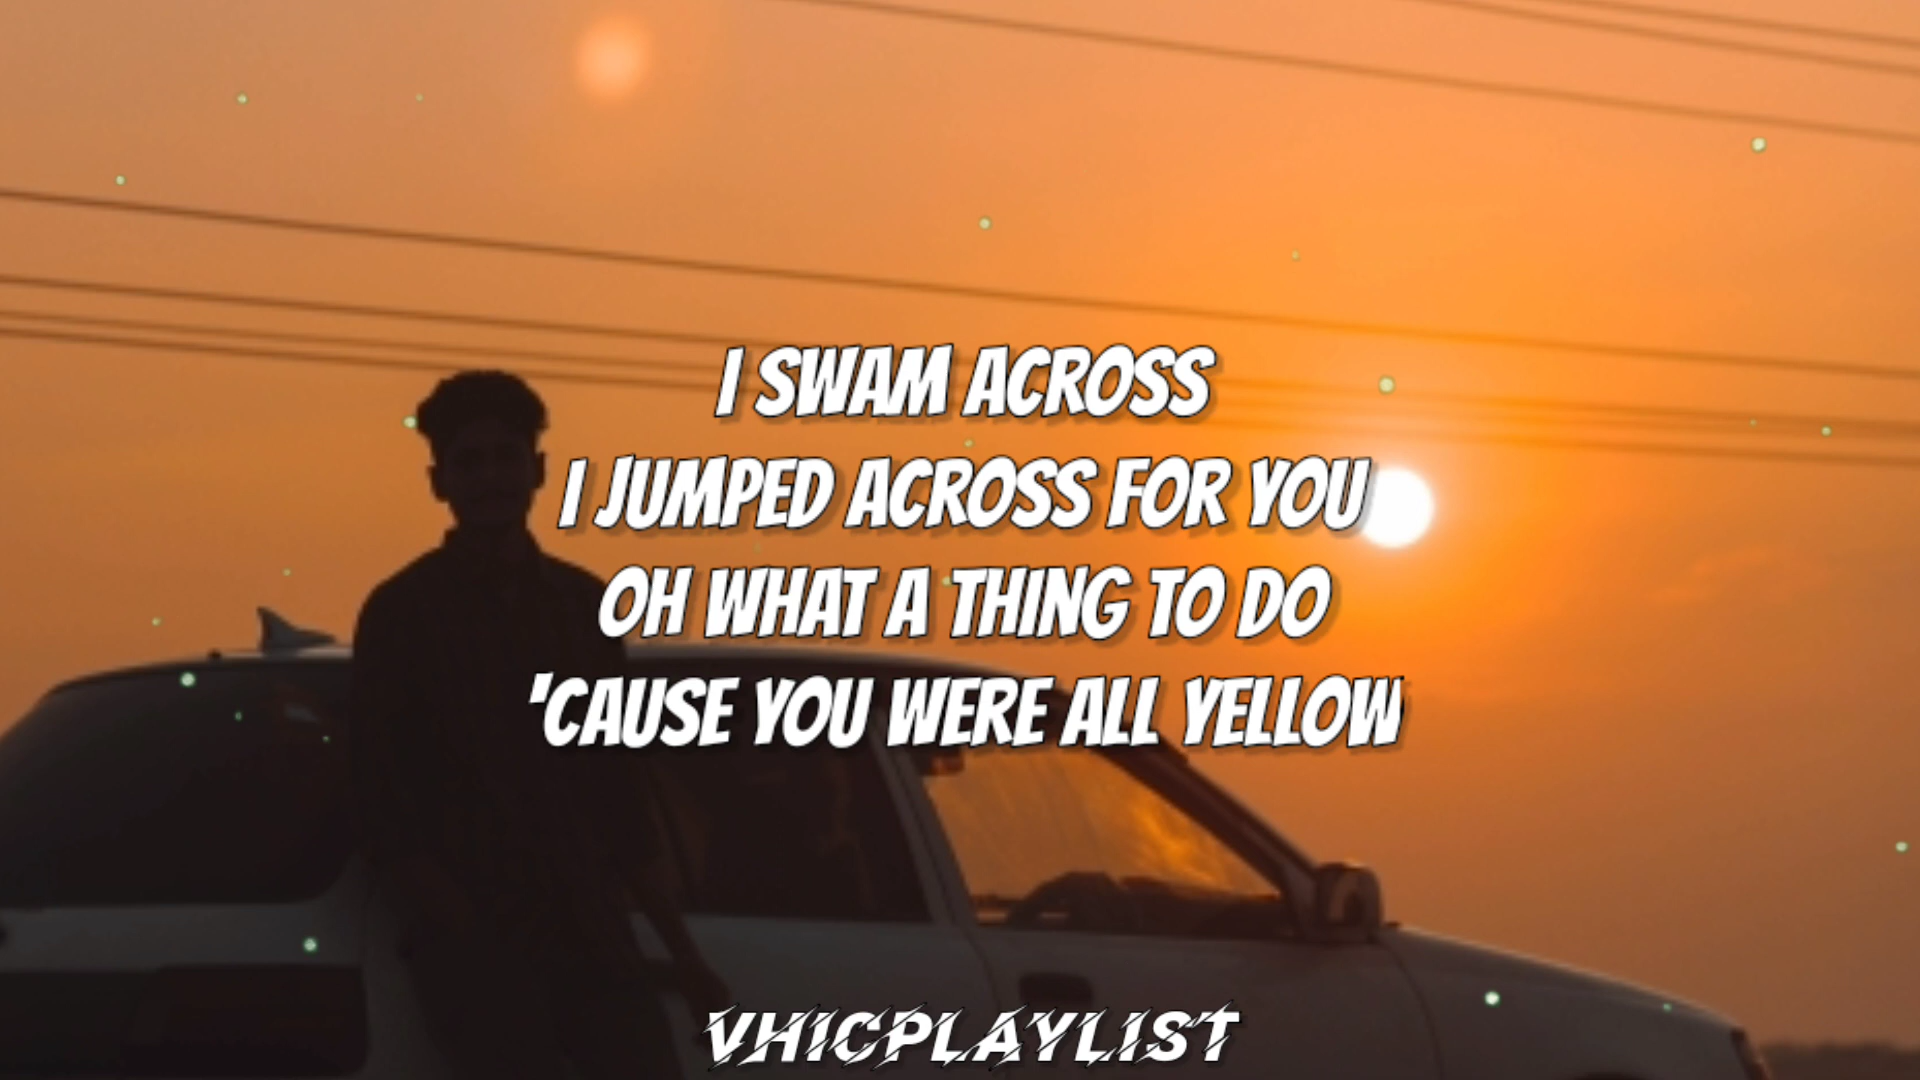 I SWAM ACROSS
I JUMPED ACROSS FOR YOU
OH WHAT A THING TO DO
'CAUSE YOU WERE ALL YELLOW
VHICPLAYLIST